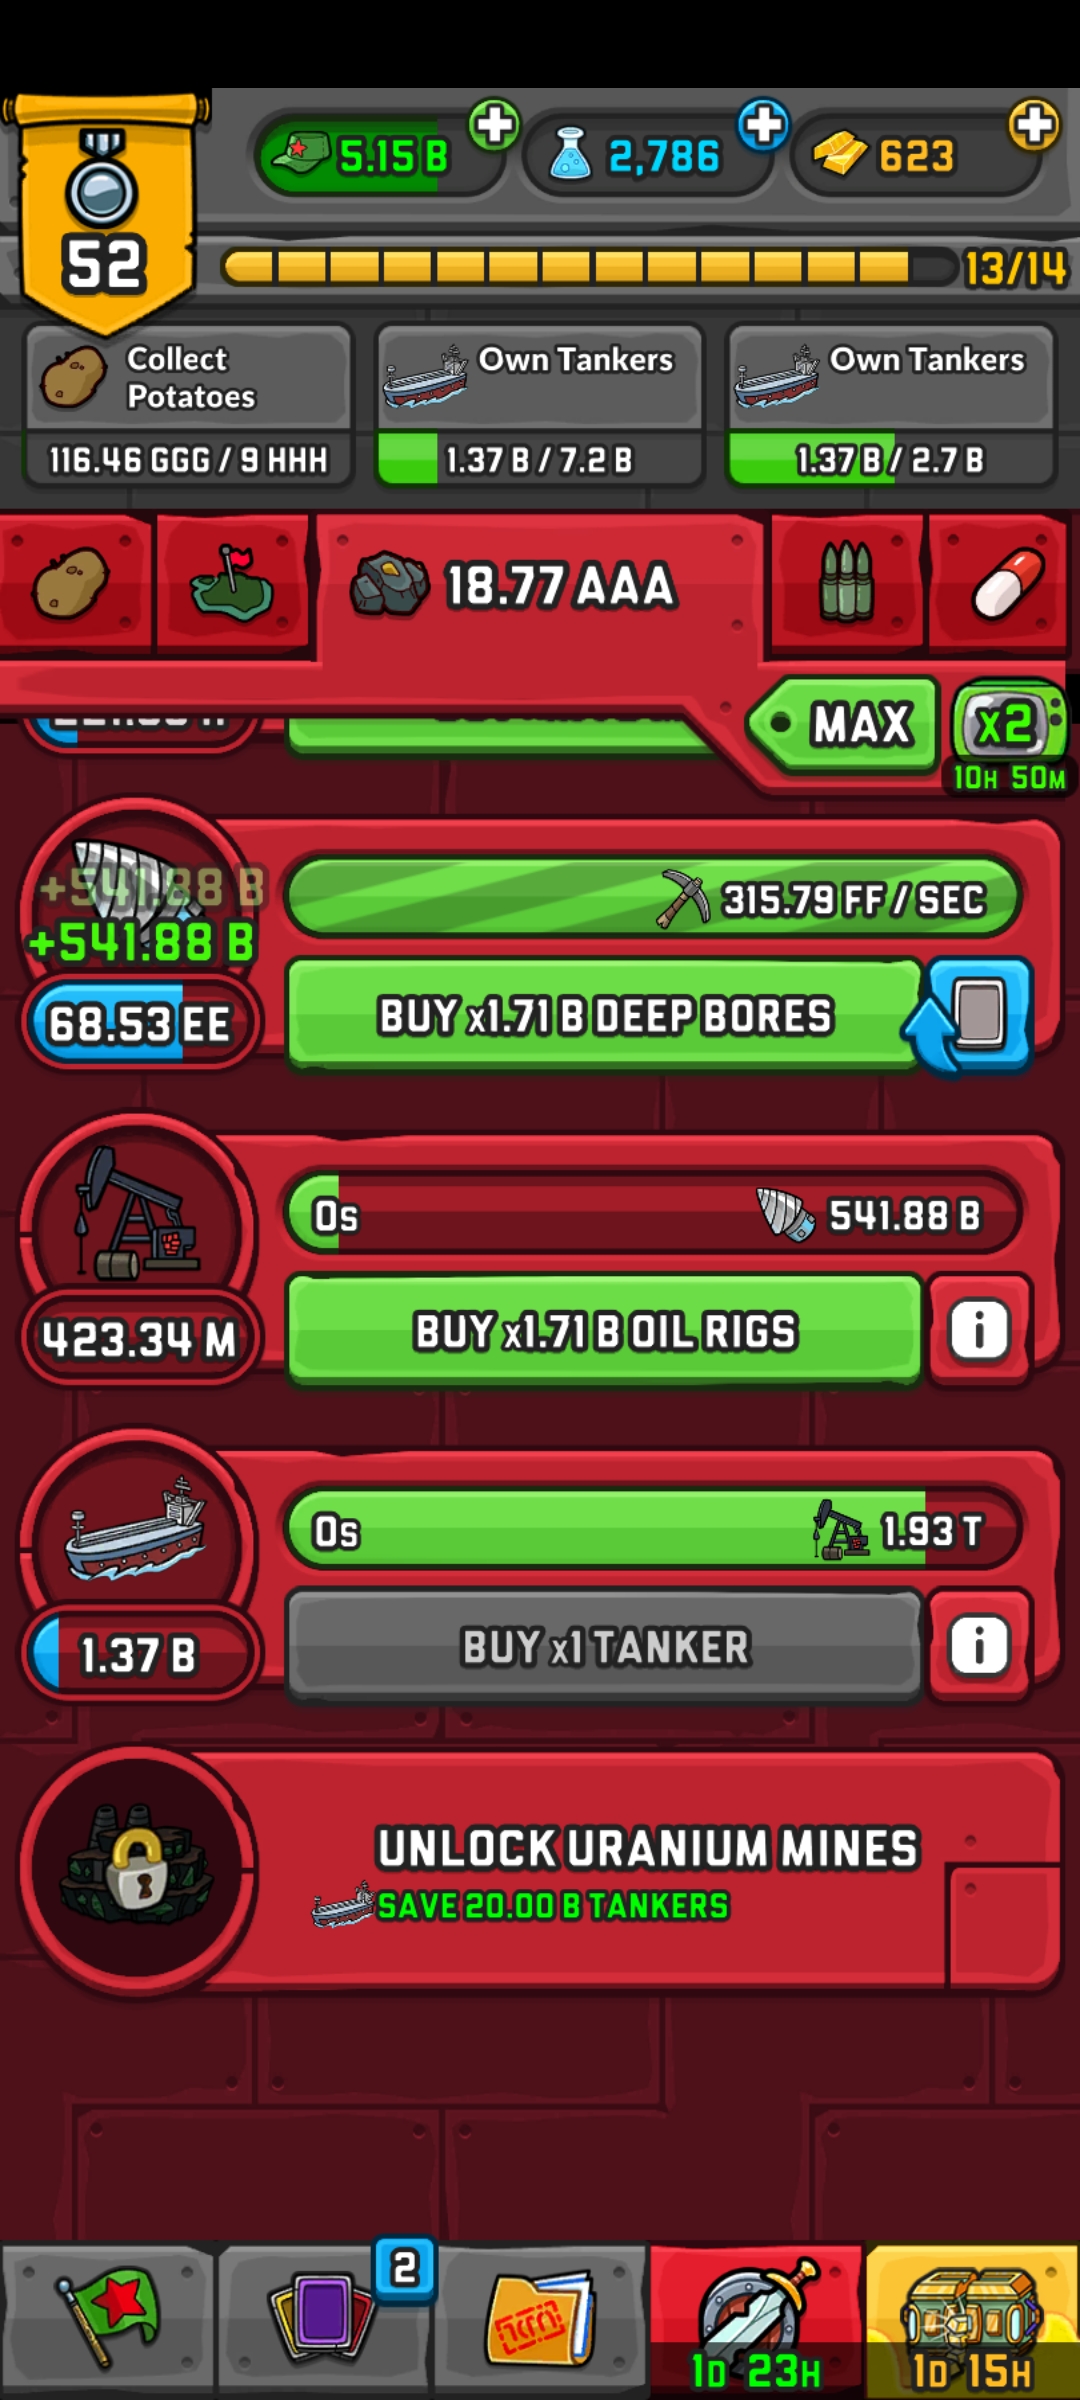 5.15 B
2,786
623
52
13/14
Collect
Potatoes
116.46 GGG / 9 HHH
Own Tankers
1.37 B / 7.2 B
Own Tankers
1.37 B / 2.7 B
18.77 AAA
MAX
X2
10H 50M
+541.88 B
+541.88 B
315.79 FF / SEC
68.53 EE
BUY x1.71 B DEEP BORES
0s
541.88 B
423.34 M
BUY x1.71 B OIL RIGS
i
0s
1.93 T
1.37 B
BUY x1 TANKER
i
UNLOCK URANIUM MINES
SAVE 20.00 B TANKERS
2
1D 23H
1D 15H